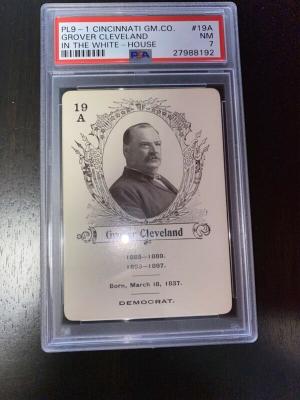 PL9-1 CINCINNATI GM.CO. #19A
GROVER CLEVELAND NM
IN THE WHITE-HOUSE 7
PSA 27988192
19
A
Grover Cleveland
1885-1889.
1893-1897.
Born, March 18, 1837.
DEMOCRAT.